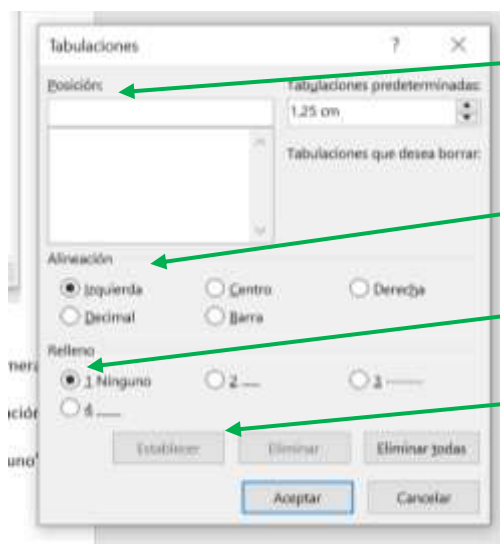 Tabulaciones ? ×
Posición: Tabulaciones predeterminadas:
1,25 cm
Tabulaciones que desea borrar:
Alineación
Izquierda Centro Derecha
Decimal Barra
Relleno
1 Ninguno 2 ..... 3 -----
4 ____
Establecer Eliminar Eliminar todas
Aceptar Cancelar